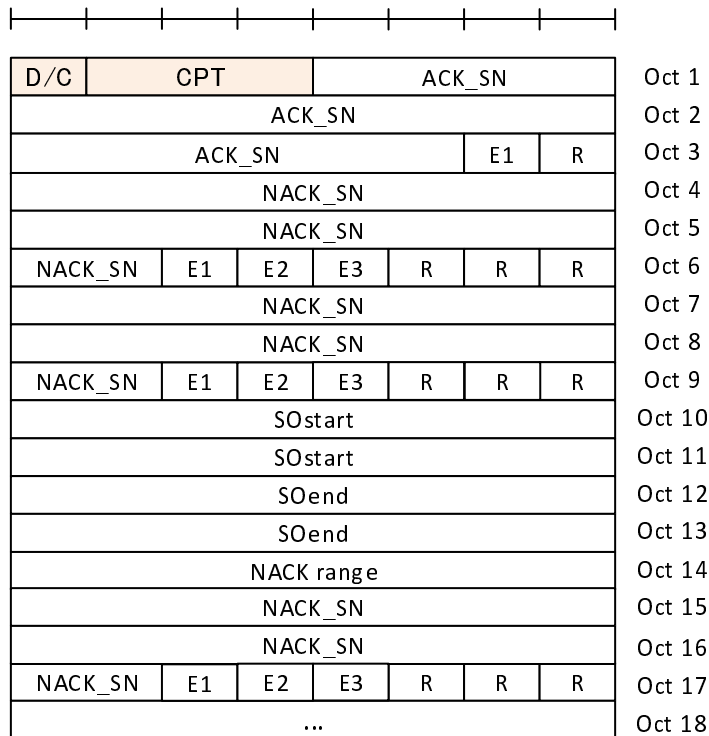 D/C CPT ACK_SN Oct 1
ACK_SN Oct 2
ACK_SN E1 R Oct 3
NACK_SN Oct 4
NACK_SN Oct 5
NACK_SN E1 E2 E3 R R R Oct 6
NACK_SN Oct 7
NACK_SN Oct 8
NACK_SN E1 E2 E3 R R R Oct 9
SOstart Oct 10
SOstart Oct 11
SOend Oct 12
SOend Oct 13
NACK range Oct 14
NACK_SN Oct 15
NACK_SN Oct 16
NACK_SN E1 E2 E3 R R R Oct 17
... Oct 18